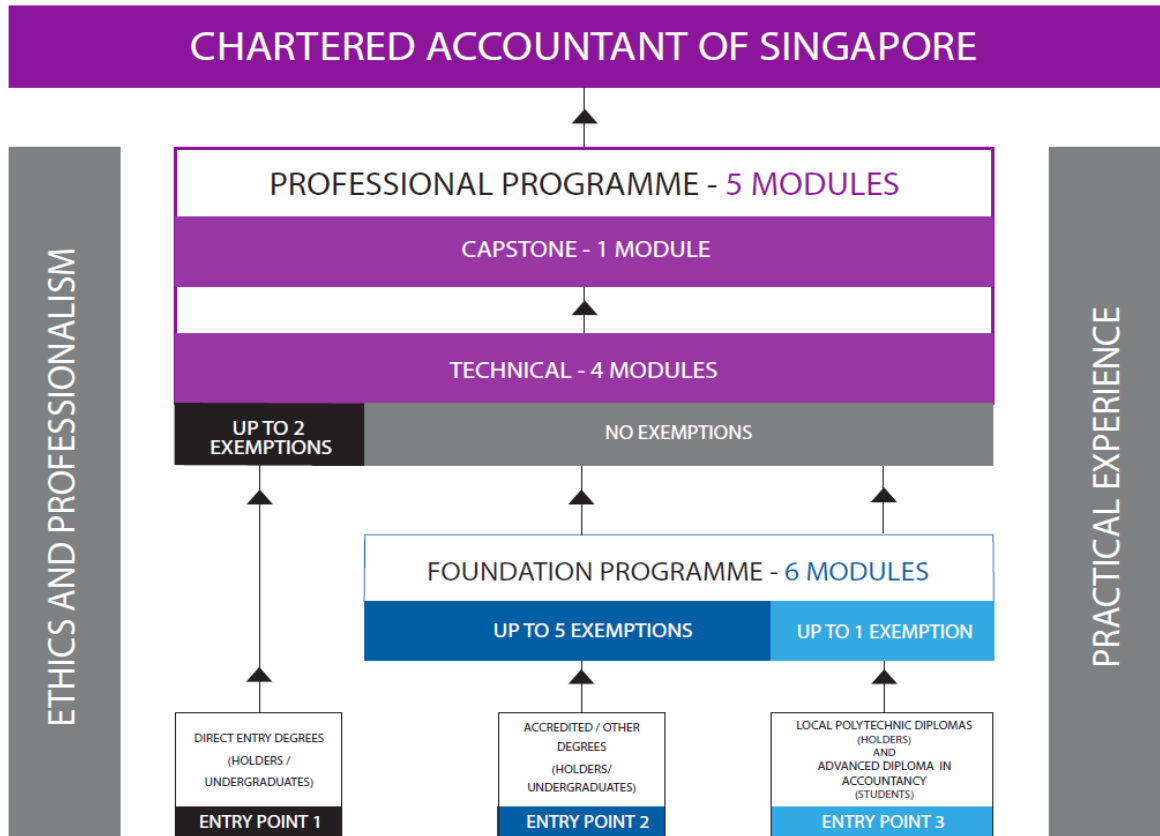 CHARTERED ACCOUNTANT OF SINGAPORE
ETHICS AND PROFESSIONALISM
PROFESSIONAL PROGRAMME - 5 MODULES
CAPSTONE - 1 MODULE
TECHNICAL - 4 MODULES
UP TO 2
EXEMPTIONS
NO EXEMPTIONS
FOUNDATION PROGRAMME - 6 MODULES
UP TO 5 EXEMPTIONS
UP TO 1 EXEMPTION
DIRECT ENTRY DEGREES
(HOLDERS /
UNDERGRADUATES)
ENTRY POINT 1
ACCREDITED / OTHER
DEGREES
(HOLDERS/
UNDERGRADUATES)
ENTRY POINT 2
LOCAL POLYTECHNIC DIPLOMAS
(HOLDERS)
AND
ADVANCED DIPLOMA IN
ACCOUNTANCY
(STUDENTS)
ENTRY POINT 3
PRACTICAL EXPERIENCE